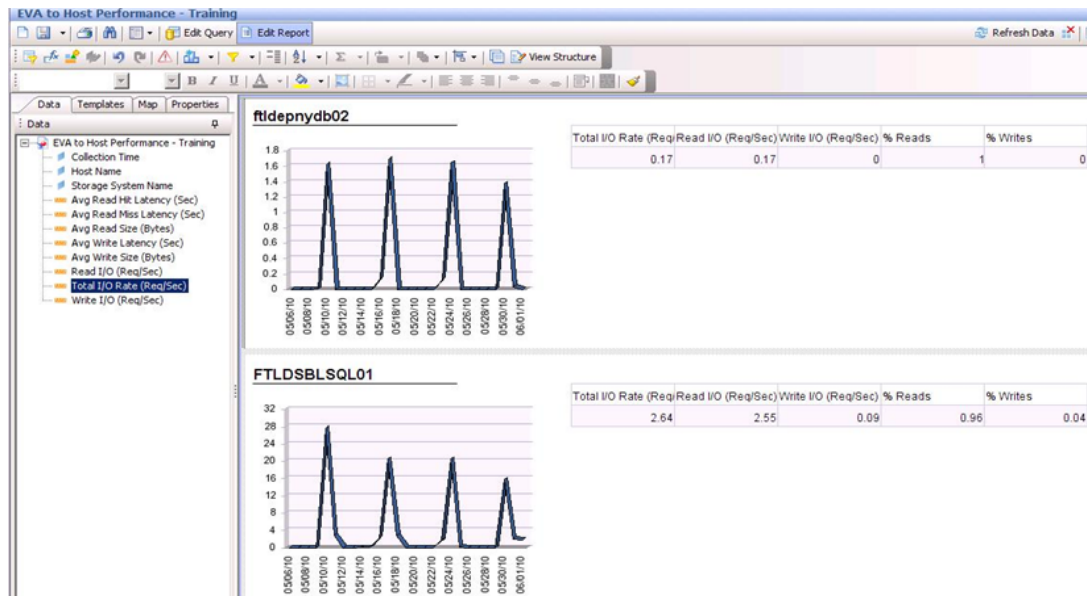 EVA to Host Performance - Training
Edit Query Edit Report Refresh Data
View Structure
B I U A
Data Templates Map Properties
Data
EVA to Host Performance - Training
Collection Time
Host Name
Storage System Name
Avg Read Hit Latency (Sec)
Avg Read Miss Latency (Sec)
Avg Read Size (Bytes)
Avg Write Latency (Sec)
Avg Write Size (Bytes)
Read I/O (Req/Sec)
Total I/O Rate (Req/Sec)
Write I/O (Req/Sec)
ftldepnydb02
1.8
1.6
1.4
1.2
1
0.8
0.6
0.4
0.2
0
05/06/10 05/08/10 05/10/10 05/12/10 05/14/10 05/16/10 05/18/10 05/20/10 05/22/10 05/24/10 05/26/10 05/28/10 05/30/10 06/01/10
Total I/O Rate (Req Read I/O (Req/Sec) Write I/O (Req/Sec) % Reads % Writes
0.17 0.17 0 1 0
FTLDSBLSQL01
32
28
24
20
16
12
8
4
0
05/06/10 05/08/10 05/10/10 05/12/10 05/14/10 05/16/10 05/18/10 05/20/10 05/22/10 05/24/10 05/26/10 05/28/10 05/30/10 06/01/10
Total I/O Rate (Req Read I/O (Req/Sec) Write I/O (Req/Sec) % Reads % Writes
2.64 2.55 0.09 0.96 0.04